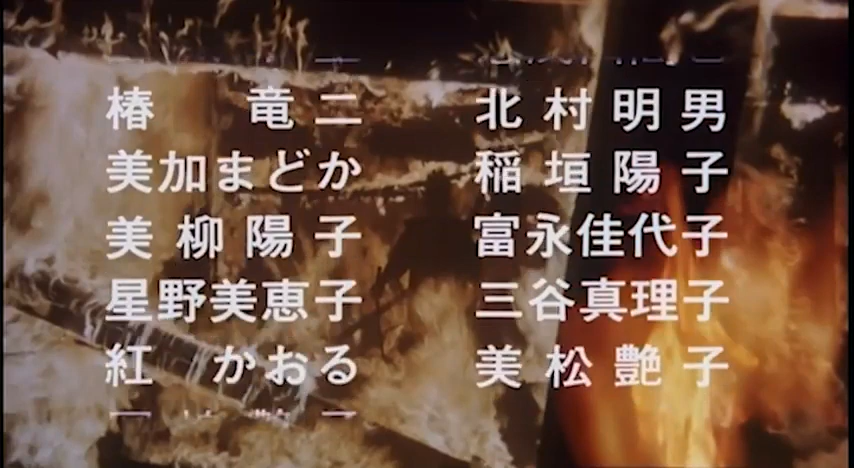 椿 竜二 北村明男
美加まどか 稲垣陽子
美柳陽子 富永佳代子
星野美恵子 三谷真理子
紅 かおる 美松艶子